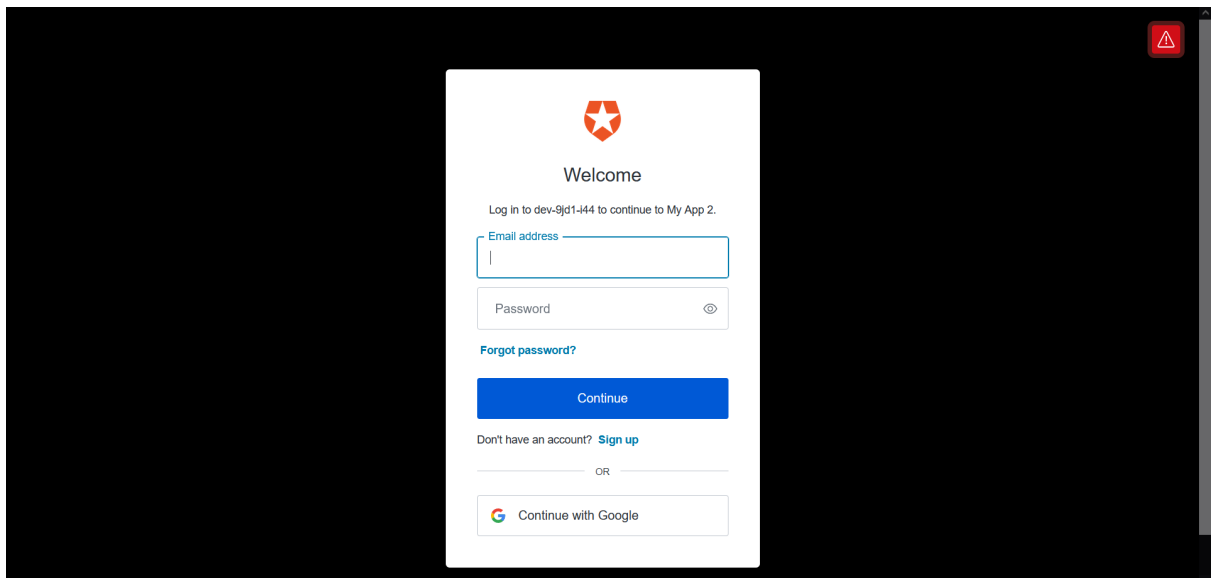 Welcome
Log in to dev-9jd1-i44 to continue to My App 2.
Email address
Password
Forgot password?
Continue
Don't have an account? Sign up
OR
Continue with Google